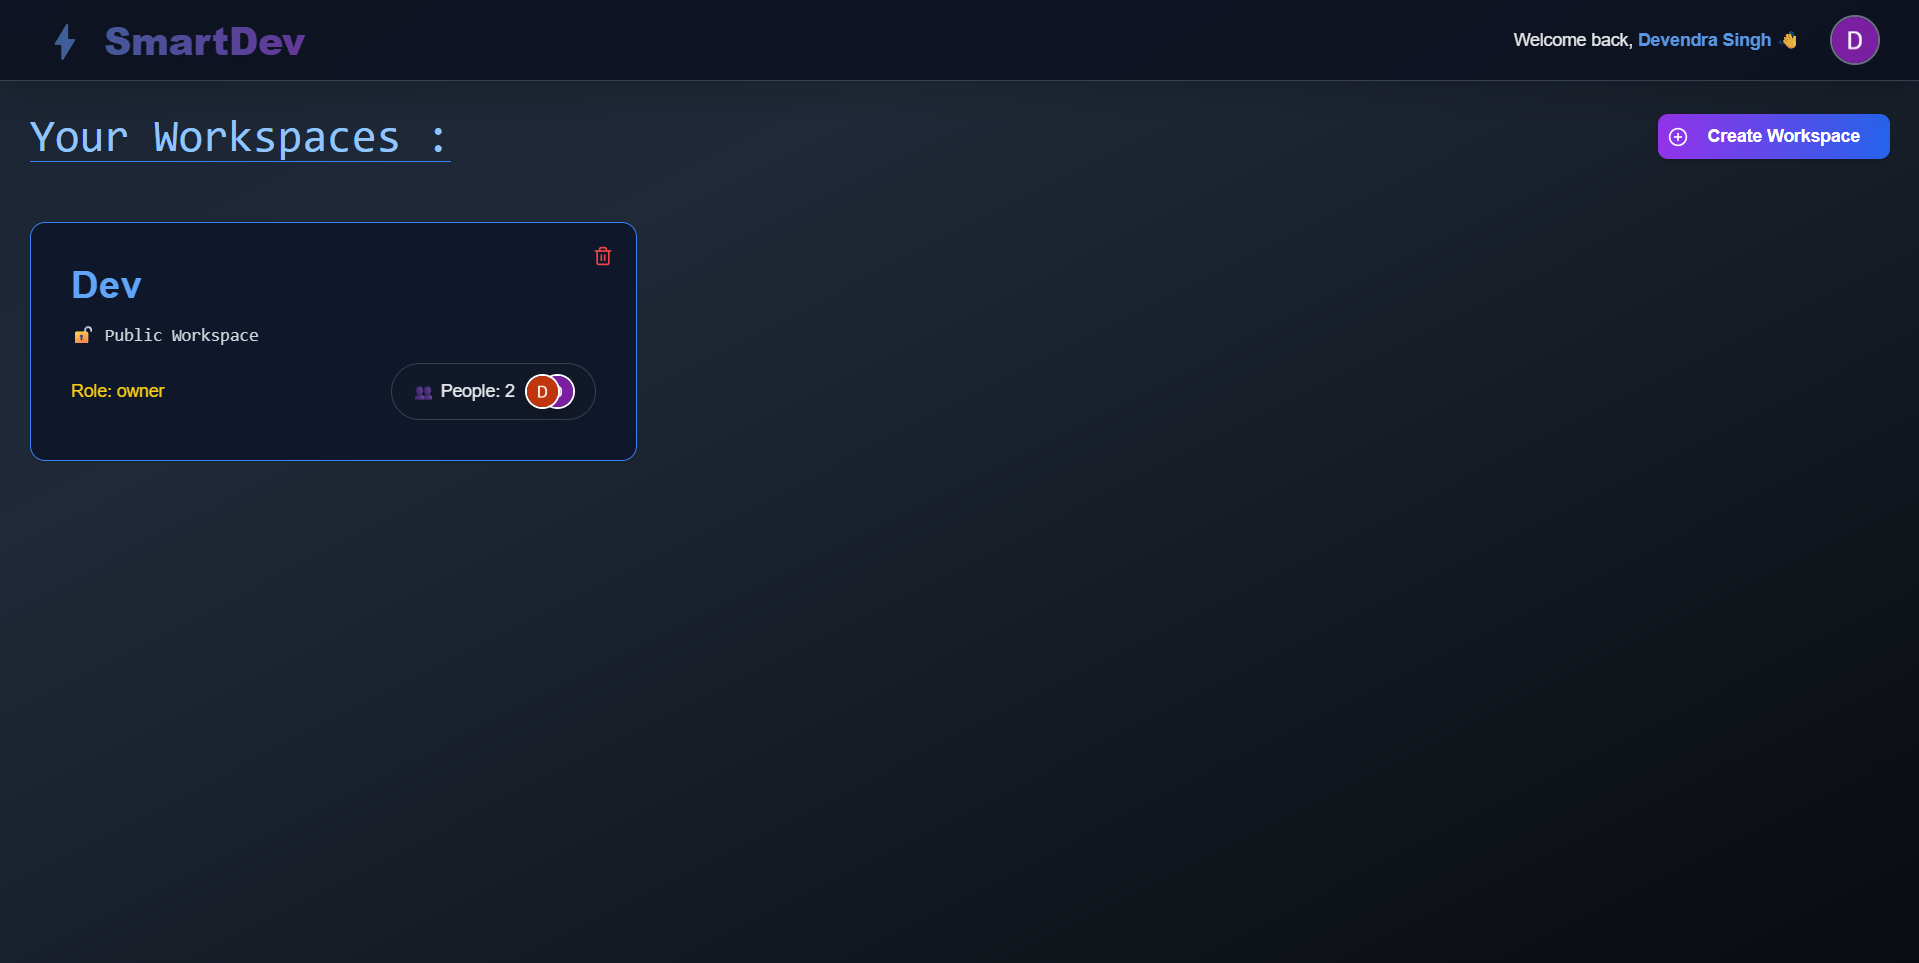 SmartDev
Welcome back, Devendra Singh 👋
D
Your Workspaces :
Create Workspace
Dev
🔓 Public Workspace
Role: owner
👥 People: 2
D